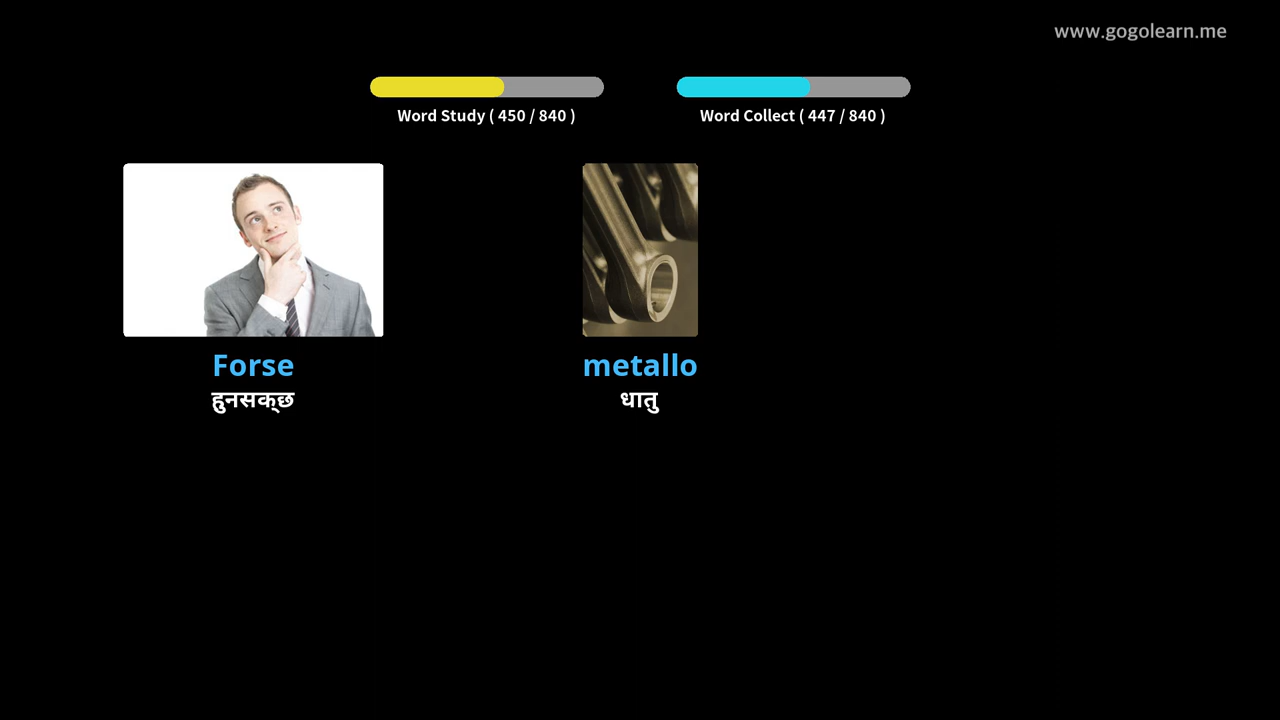 www.gogolearn.me
Word Study ( 450 / 840 )
Word Collect ( 447 / 840 )
Forse
हुनसक्छ
metallo
धातु